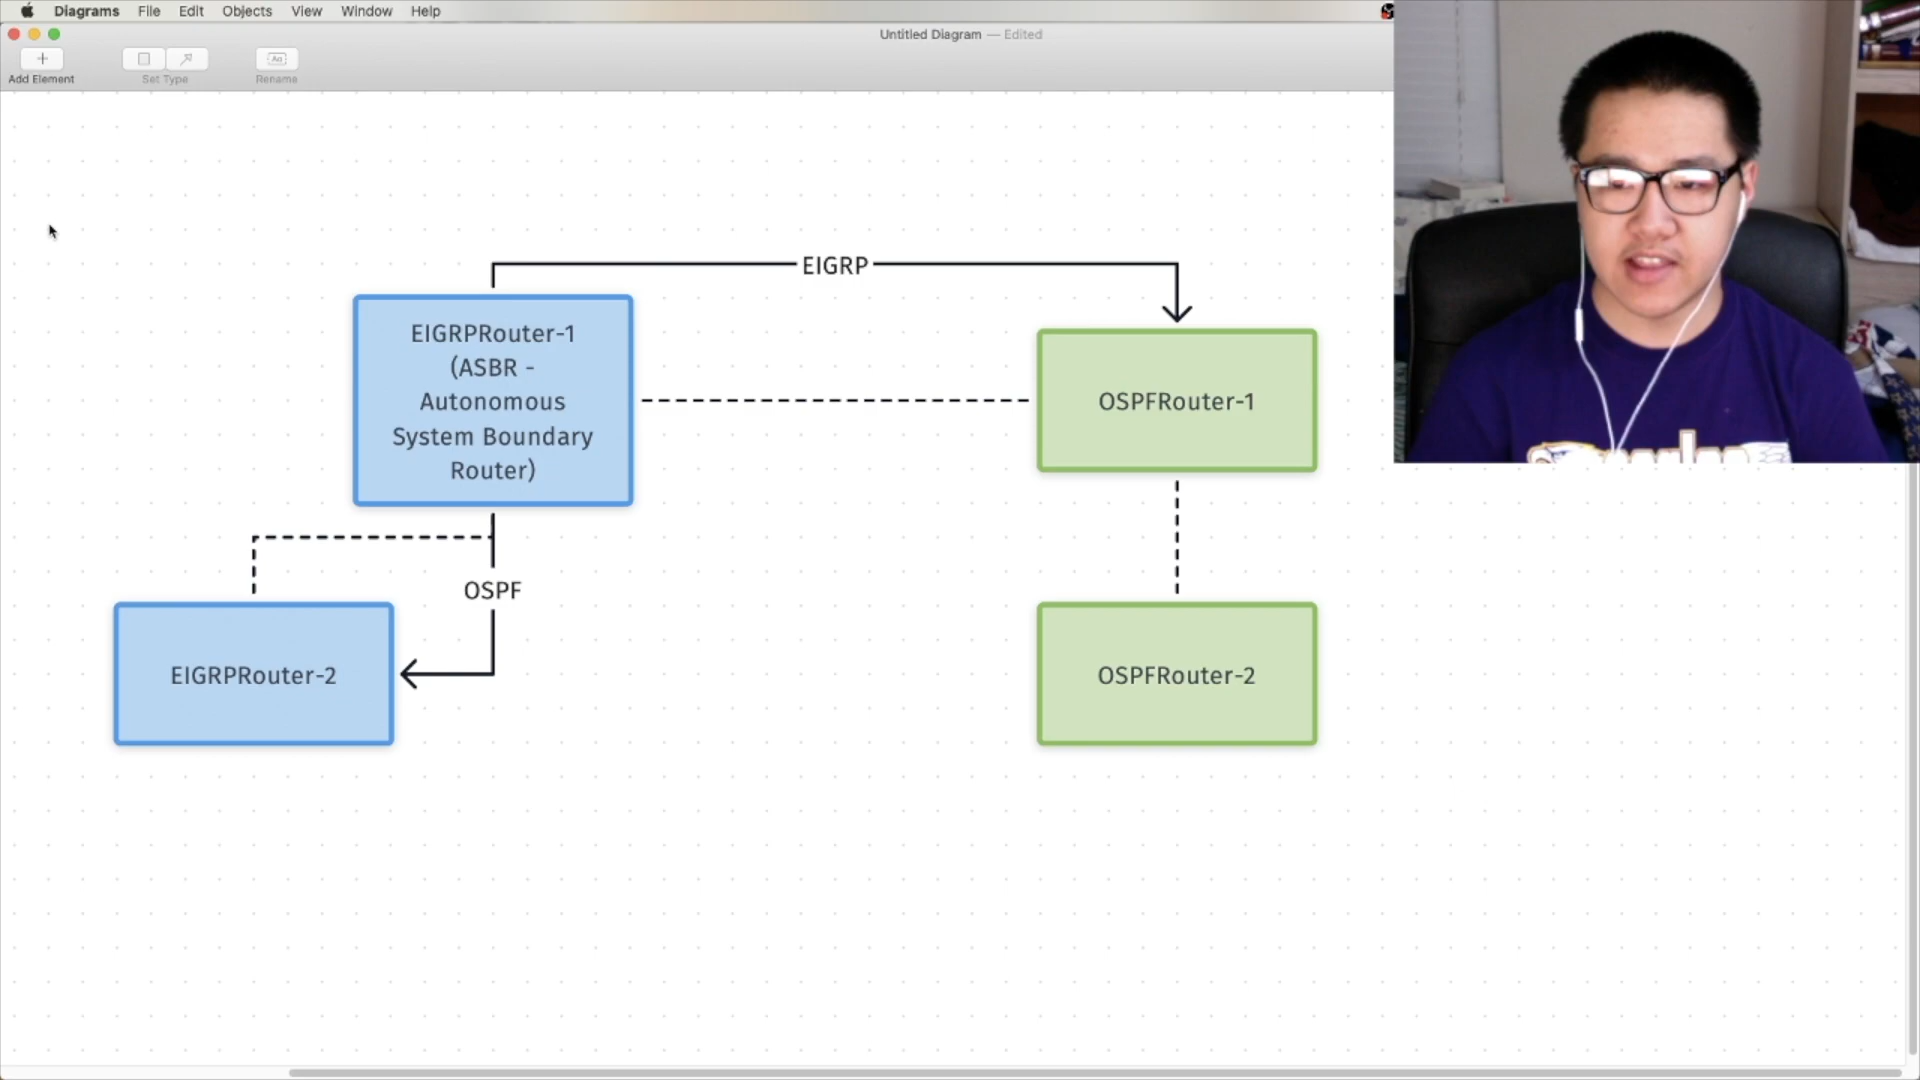 Diagrams File Edit Objects View Window Help
Untitled Diagram — Edited
Add Element
Set Type
Aa
Rename
EIGRP
EIGRPRouter-1
(ASBR -
Autonomous
System Boundary
Router)
OSPFRouter-1
OSPF
EIGRPRouter-2
OSPFRouter-2